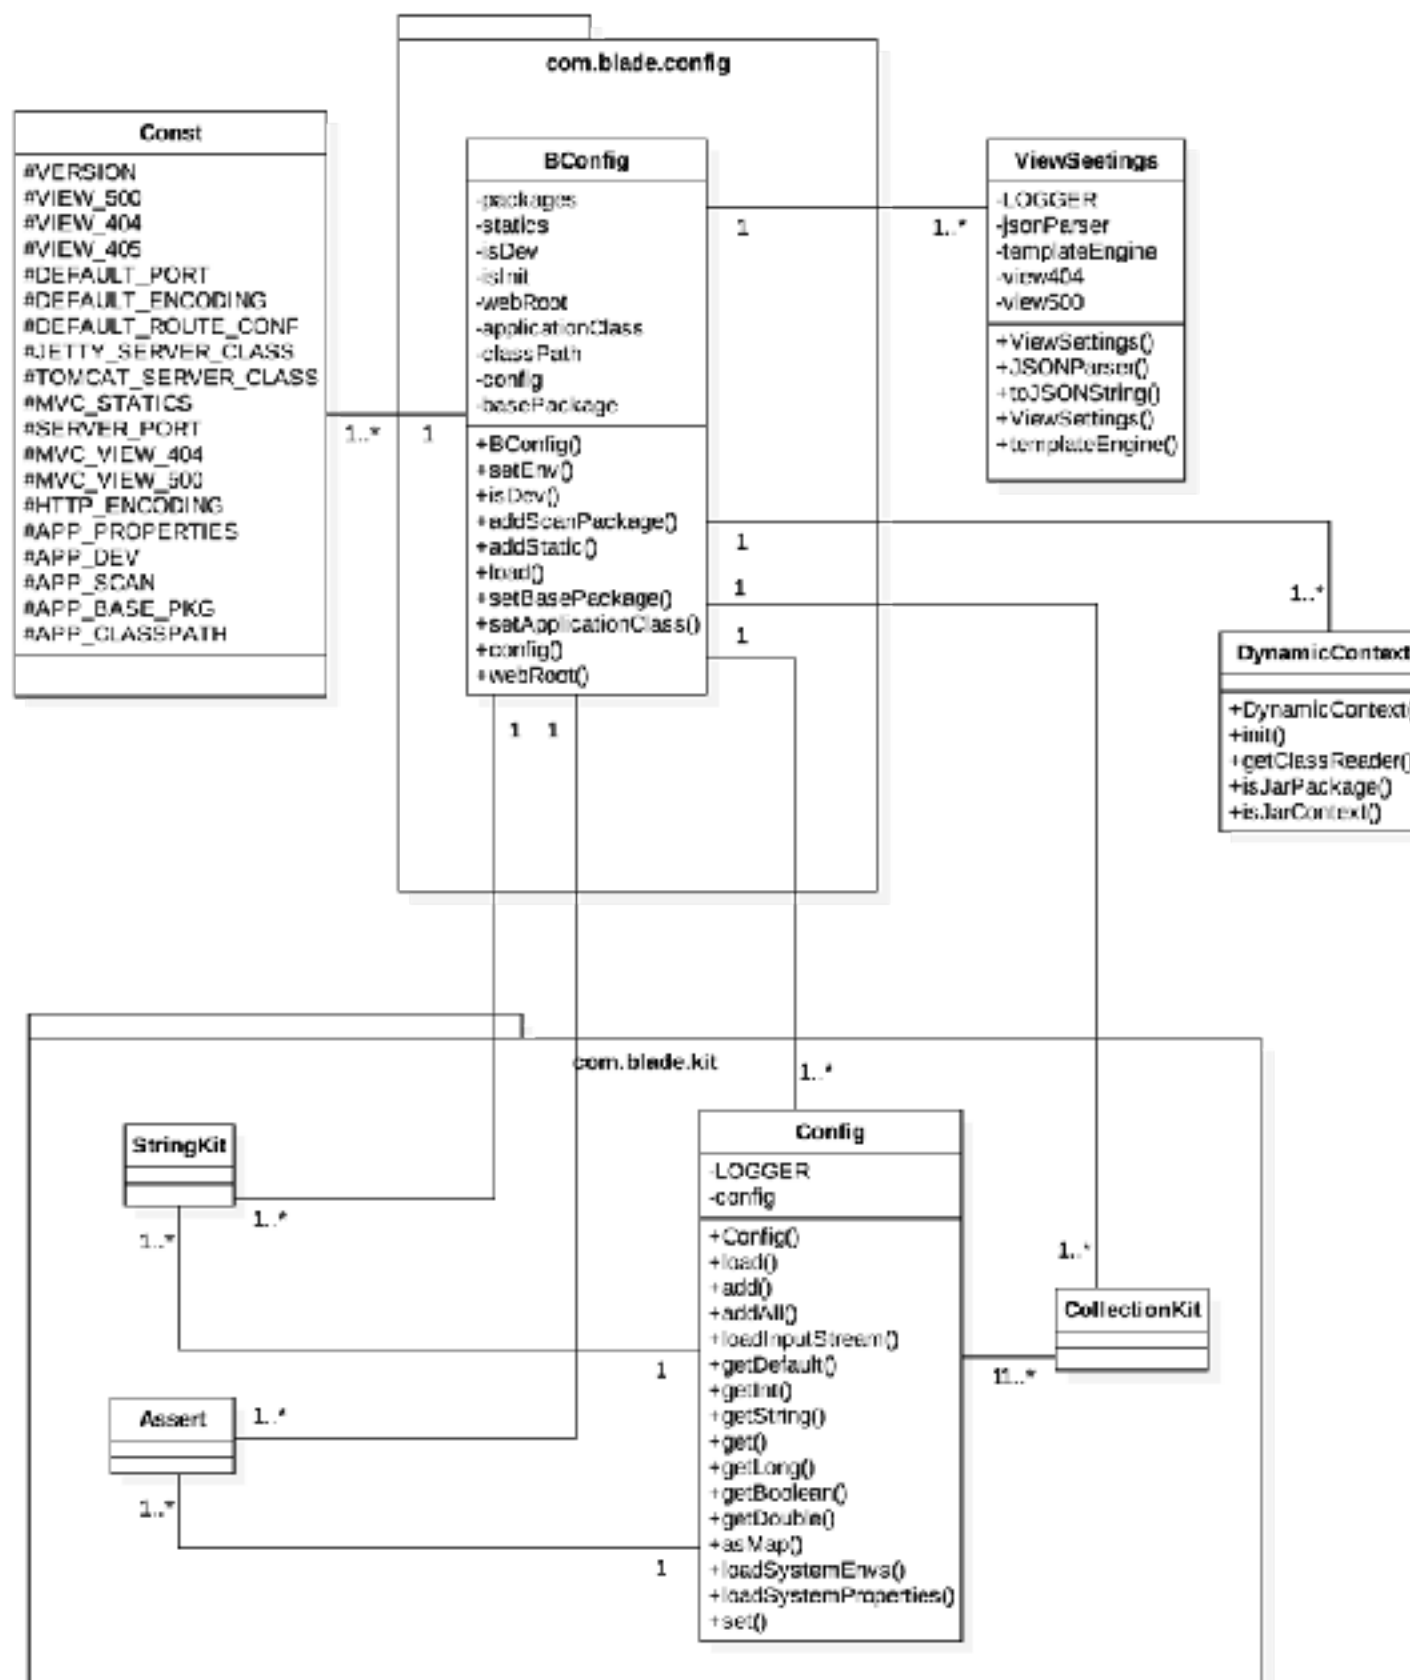 com.blade.config
Const
#VERSION
#VIEW_500
#VIEW_404
#VIEW_405
#DEFAULT_PORT
#DEFAULT_ENCODING
#DEFAULT_ROUTE_CONF
#JETTY_SERVER_CLASS
#TOMCAT_SERVER_CLASS
#MVC_STATICS
#SERVER_PORT
#MVC_VIEW_404
#MVC_VIEW_500
#HTTP_ENCODING
#APP_PROPERTIES
#APP_DEV
#APP_SCAN
#APP_BASE_PKG
#APP_CLASSPATH
1..*
1
BConfig
-packages
-statics
-isDev
-isInit
-webRoot
-applicationClass
-classPath
-config
-basePackage
+BConfig()
+setEnv()
+isDev()
+addScanPackage()
+addStatic()
+load()
+setBasePackage()
+setApplicationClass()
+config()
+webRoot()
1
1..*
1
1
1
1
1
ViewSeetings
-LOGGER
-jsonParser
-templateEngine
-view404
-view500
+ViewSettings()
+JSONParser()
+toJSONString()
+ViewSettings()
+templateEngine()
1..*
DynamicContext
+DynamicContext(
+init()
+getClassReader()
+isJarPackage()
+isJarContext()
com.blade.kit
1..*
StringKit
1..*
1..*
Config
-LOGGER
-config
+Config()
+load()
+add()
+addAll()
+loadInputStream()
+getDefault()
+getInt()
+getString()
+get()
+getLong()
+getBoolean()
+getDouble()
+asMap()
+loadSystemEnvs()
+loadSystemProperties()
+set()
1..*
CollectionKit
11..*
1
Assert
1..*
1..*
1